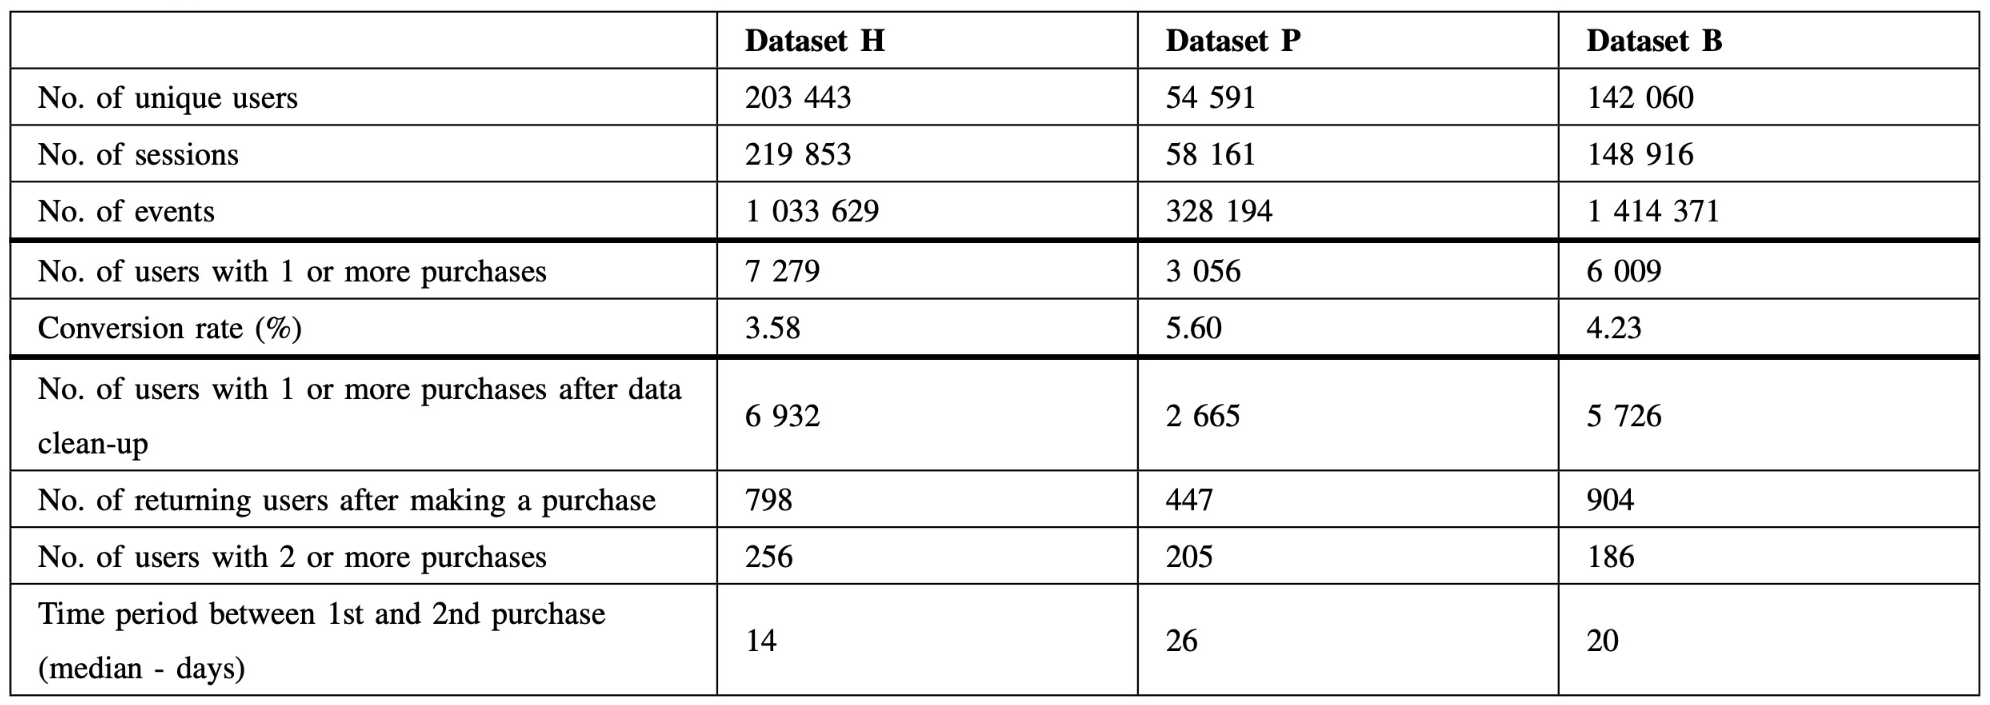 Dataset H Dataset P Dataset B
No. of unique users 203 443 54 591 142 060
No. of sessions 219 853 58 161 148 916
No. of events 1 033 629 328 194 1 414 371
No. of users with 1 or more purchases 7 279 3 056 6 009
Conversion rate (%) 3.58 5.60 4.23
No. of users with 1 or more purchases after data
clean-up 6 932 2 665 5 726
No. of returning users after making a purchase 798 447 904
No. of users with 2 or more purchases 256 205 186
Time period between 1st and 2nd purchase
(median - days) 14 26 20